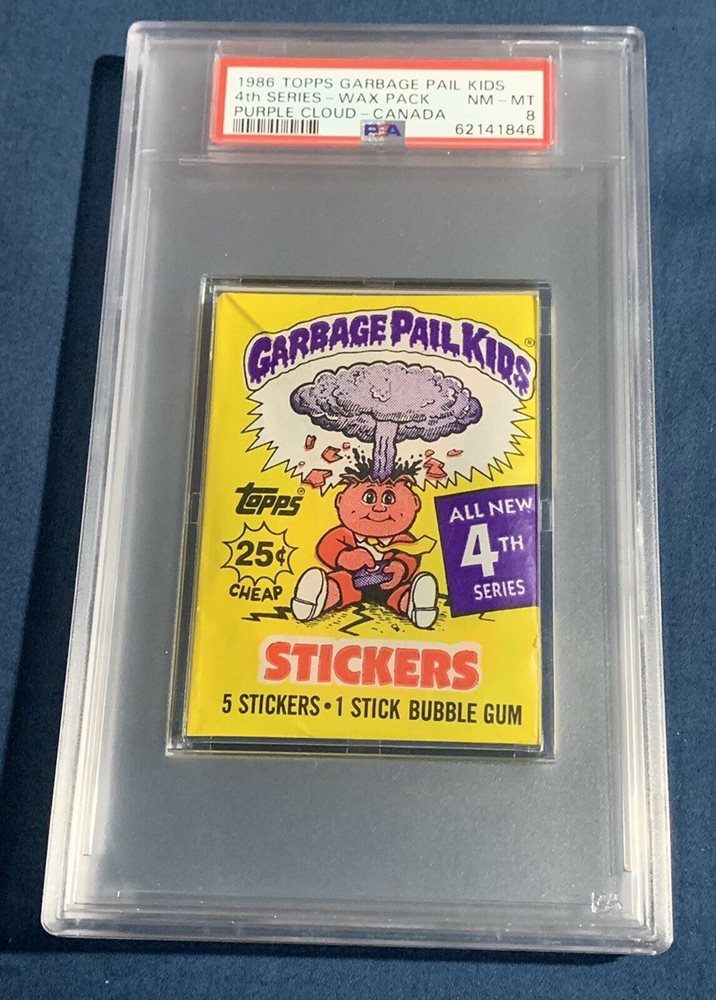 1986 TOPPS GARBAGE PAIL KIDS
4th SERIES - WAX PACK NM - MT
PURPLE CLOUD - CANADA 8
PSA 62141846
GARBAGE PAIL KIDS®
topps®
25¢
CHEAP
ALL NEW
4TH
SERIES
STICKERS
5 STICKERS • 1 STICK BUBBLE GUM